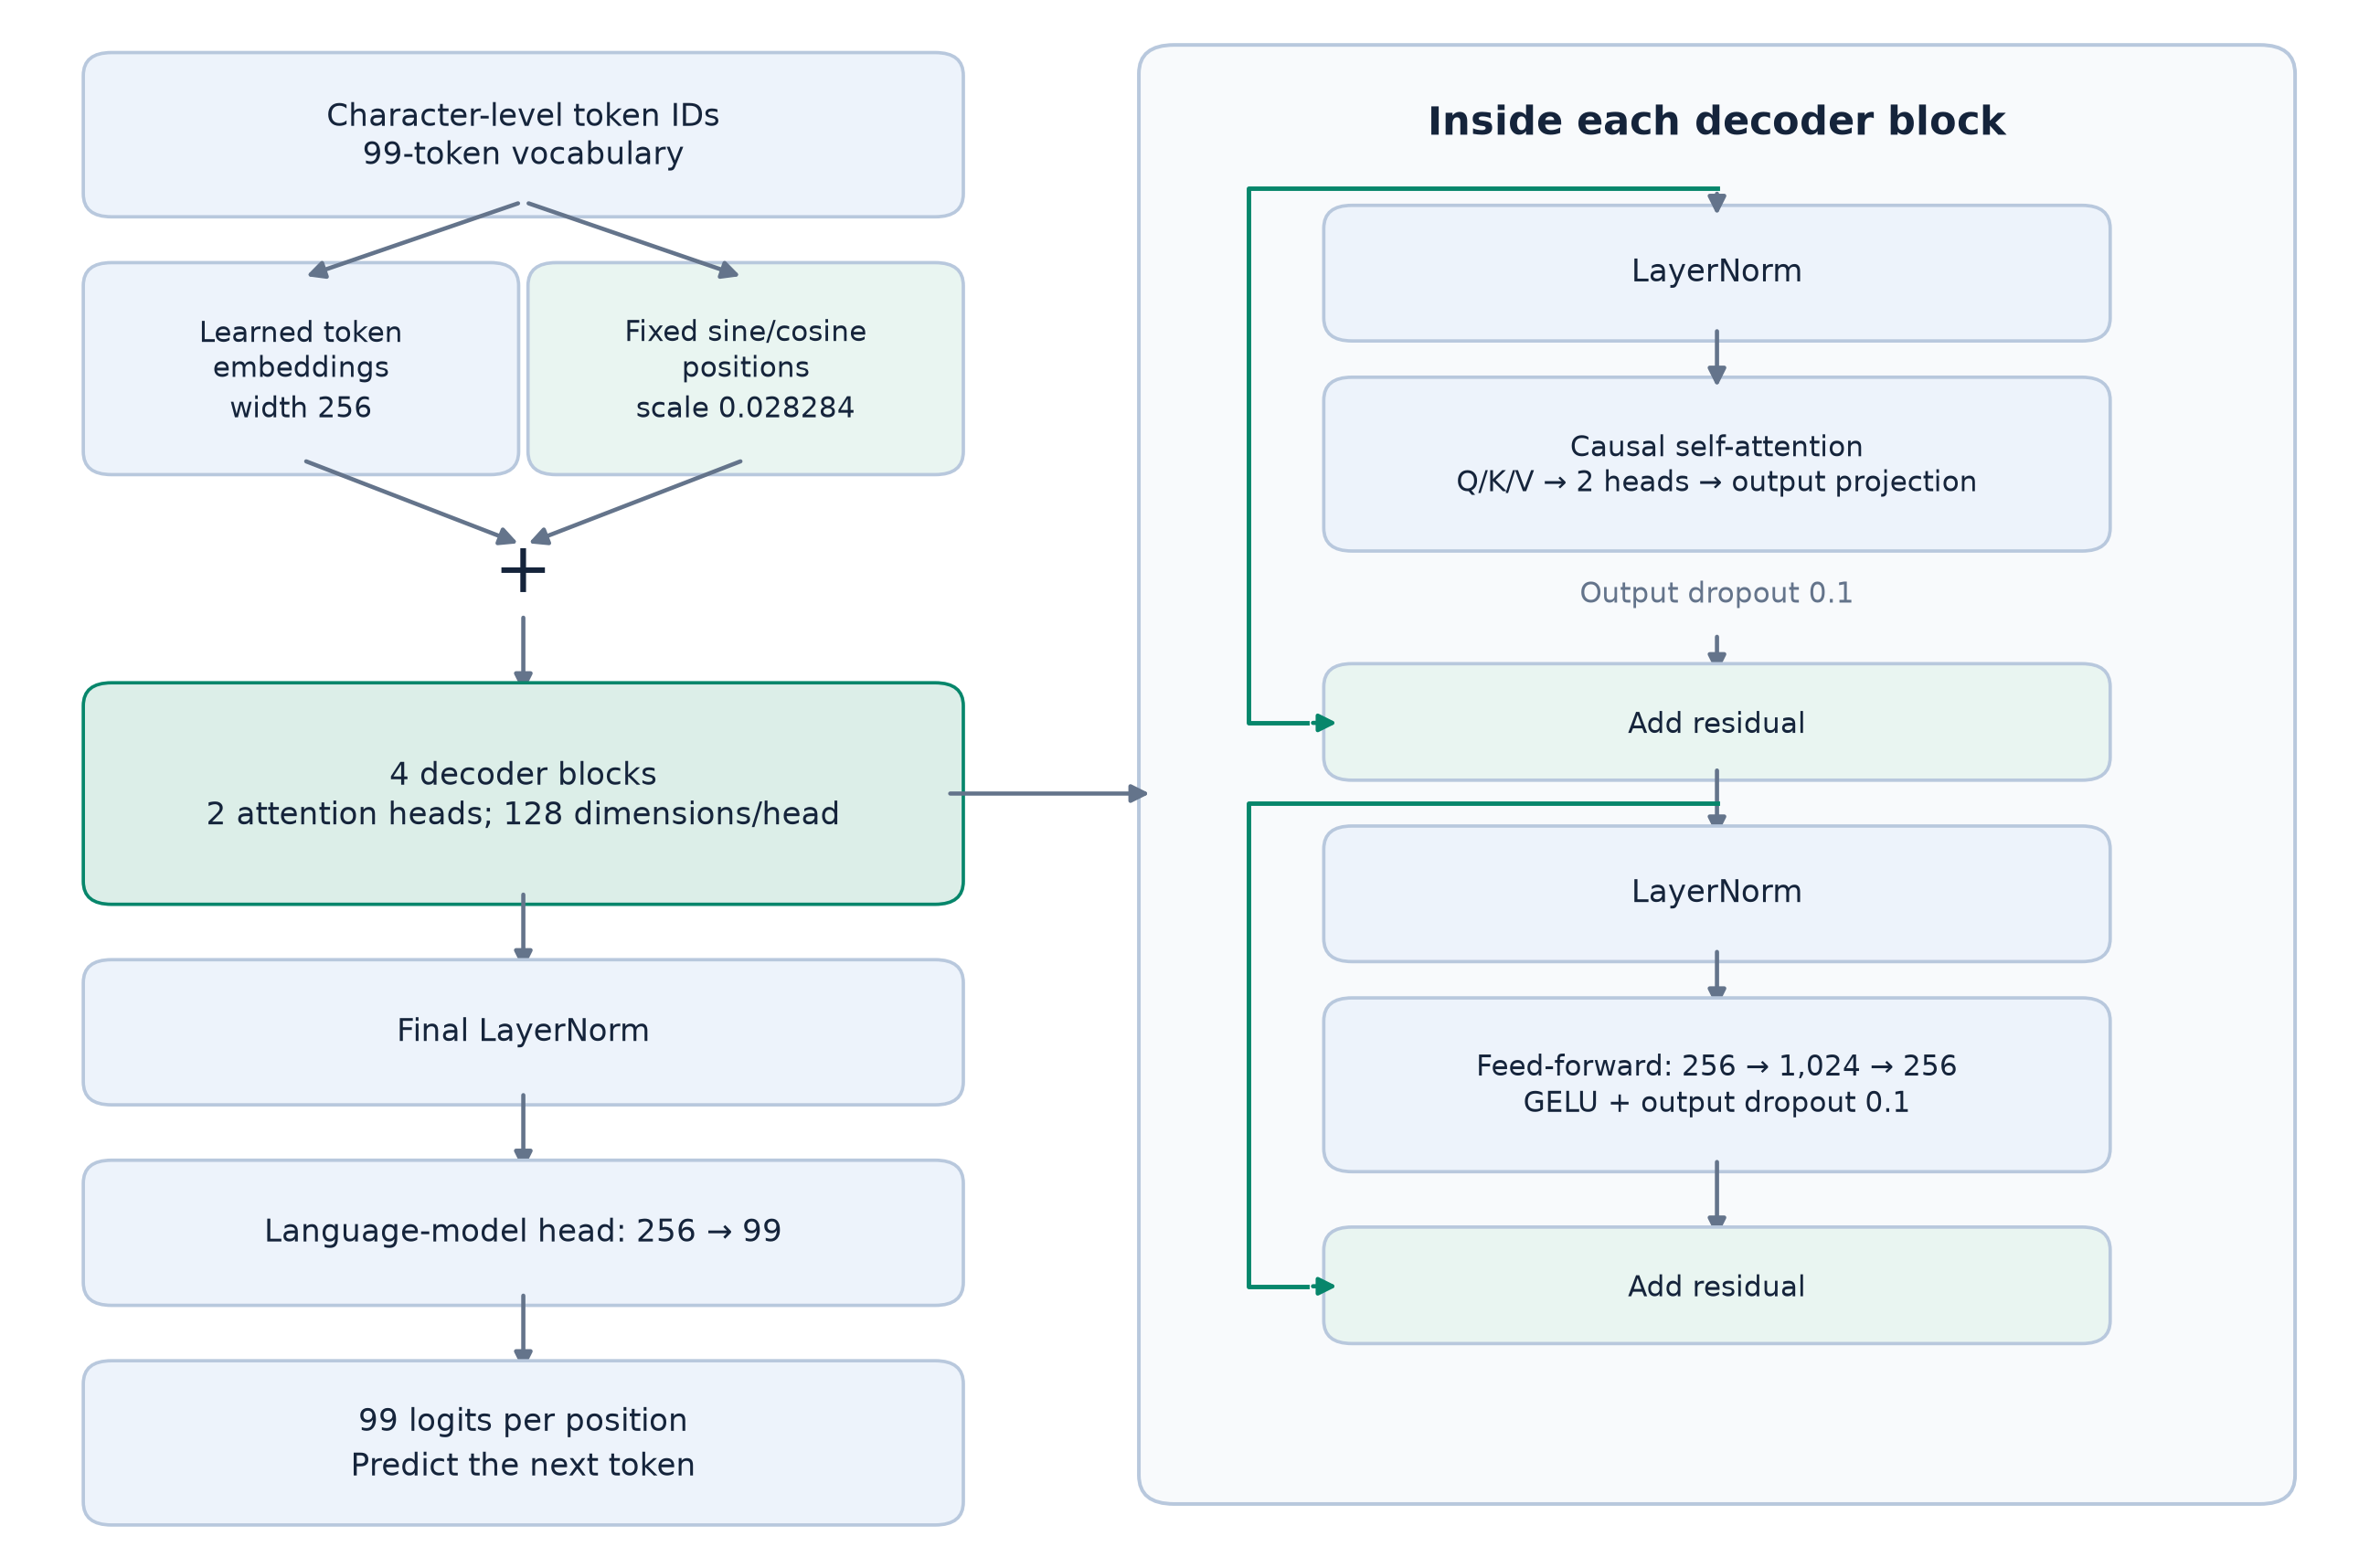 Character-level token IDs
99-token vocabulary
Learned token
embeddings
width 256
Fixed sine/cosine
positions
scale 0.028284
+
4 decoder blocks
2 attention heads; 128 dimensions/head
Final LayerNorm
Language-model head: 256 → 99
99 logits per position
Predict the next token
Inside each decoder block
LayerNorm
Causal self-attention
Q/K/V → 2 heads → output projection
Output dropout 0.1
Add residual
LayerNorm
Feed-forward: 256 → 1,024 → 256
GELU + output dropout 0.1
Add residual